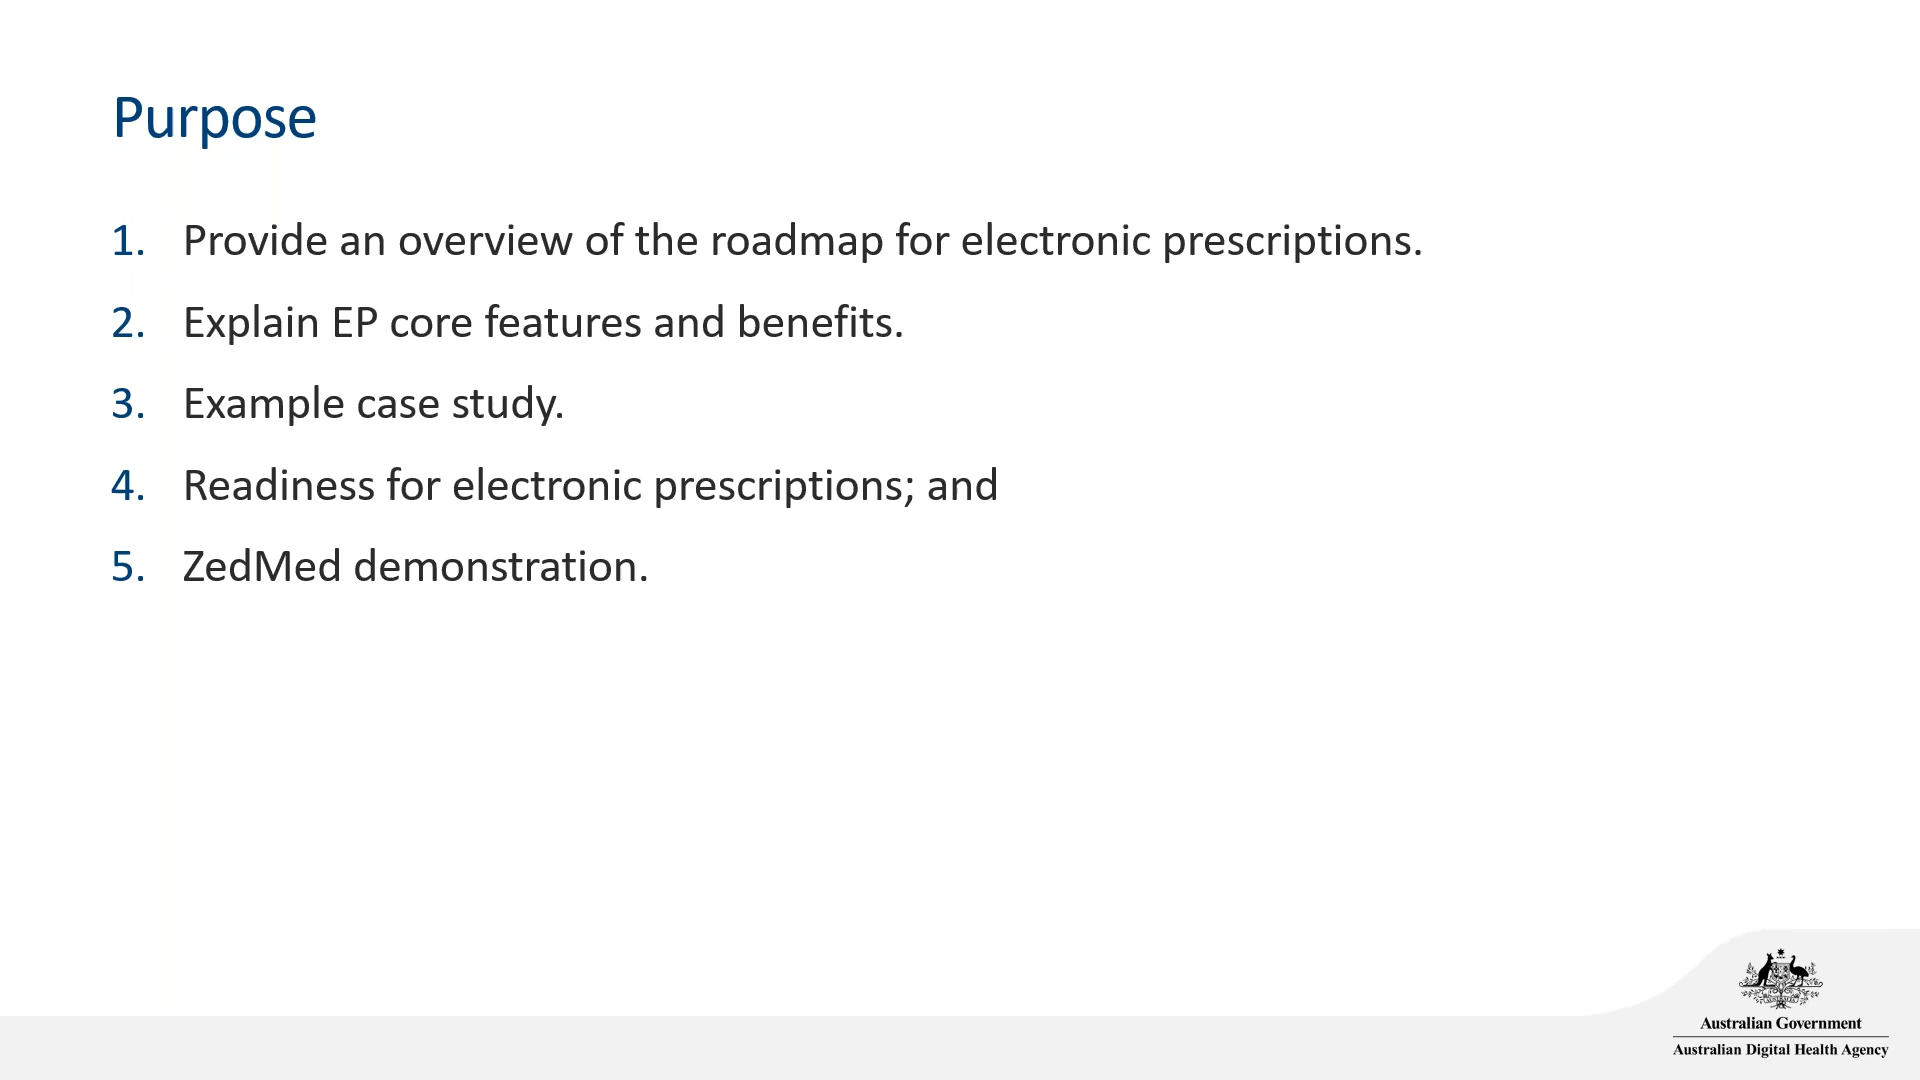 Purpose
1. Provide an overview of the roadmap for electronic prescriptions.
2. Explain EP core features and benefits.
3. Example case study.
4. Readiness for electronic prescriptions; and
5. ZedMed demonstration.
Australian Government
Australian Digital Health Agency